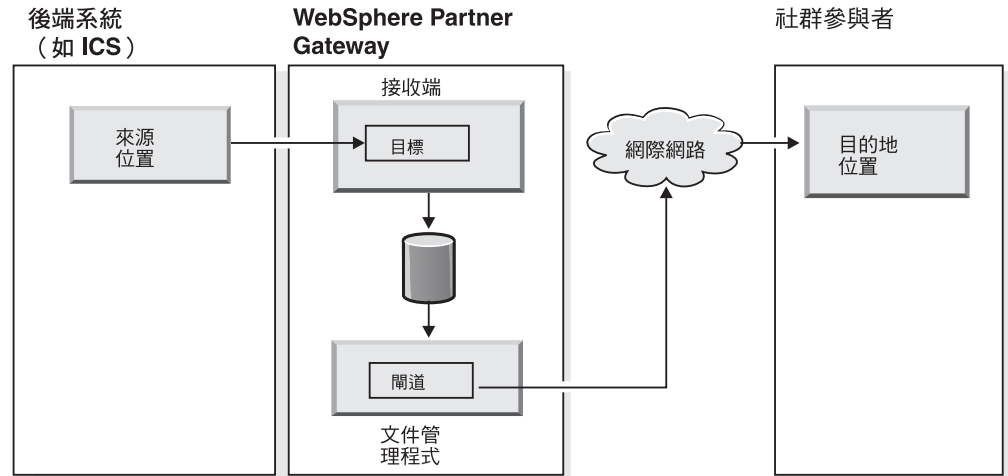 後端系統
（如 ICS）
WebSphere Partner
Gateway
社群參與者
接收端
來源
位置
目標
網際網路
目的地
位置
閘道
文件管
理程式